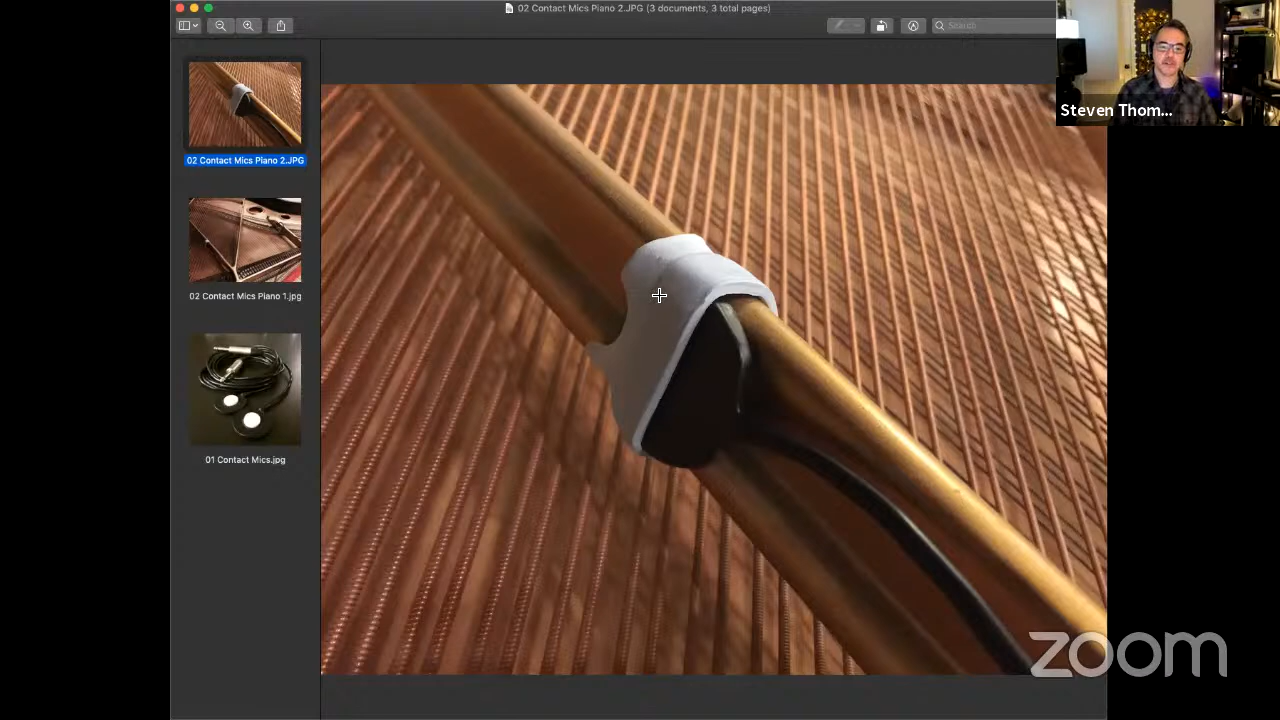 02 Contact Mics Piano 2.JPG (3 documents, 3 total pages)
Search
Steven Thom...
02 Contact Mics Piano 2.JPG
02 Contact Mics Piano 1.jpg
01 Contact Mics.jpg
zoom